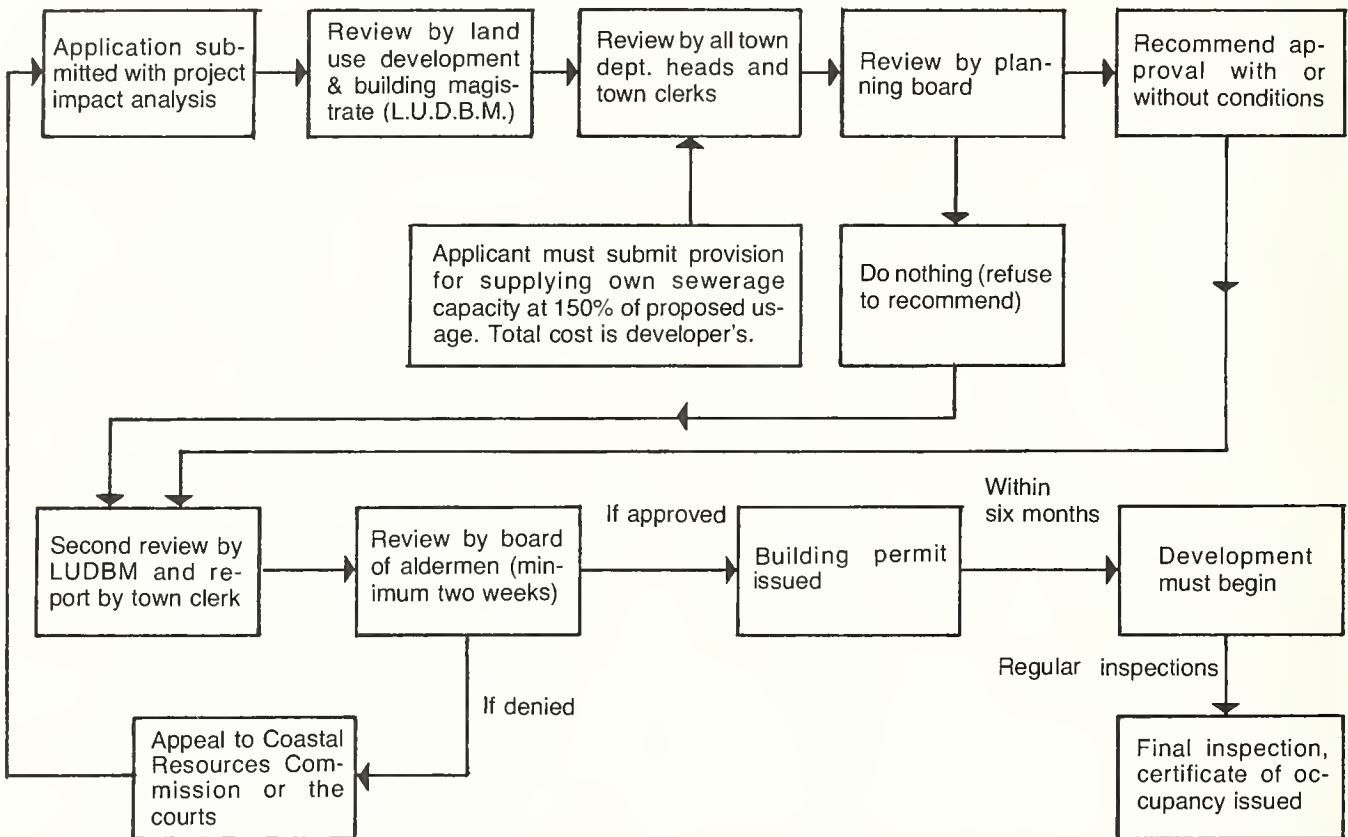 Application sub-
mitted with project
impact analysis
Review by land
use development
& building magis-
trate (L.U.D.B.M.)
Review by all town
dept. heads and
town clerks
Review by plan-
ning board
Recommend ap-
proval with or
without conditions
Applicant must submit provision
for supplying own sewerage
capacity at 150% of proposed us-
age. Total cost is developer's.
Do nothing (refuse
to recommend)
Second review by
LUDBM and re-
port by town clerk
Review by board
of aldermen (min-
imum two weeks)
If approved
Building permit
issued
Within
six months
Development
must begin
Regular inspections
If denied
Appeal to Coastal
Resources Com-
mission or the
courts
Final inspection,
certificate of oc-
cupancy issued